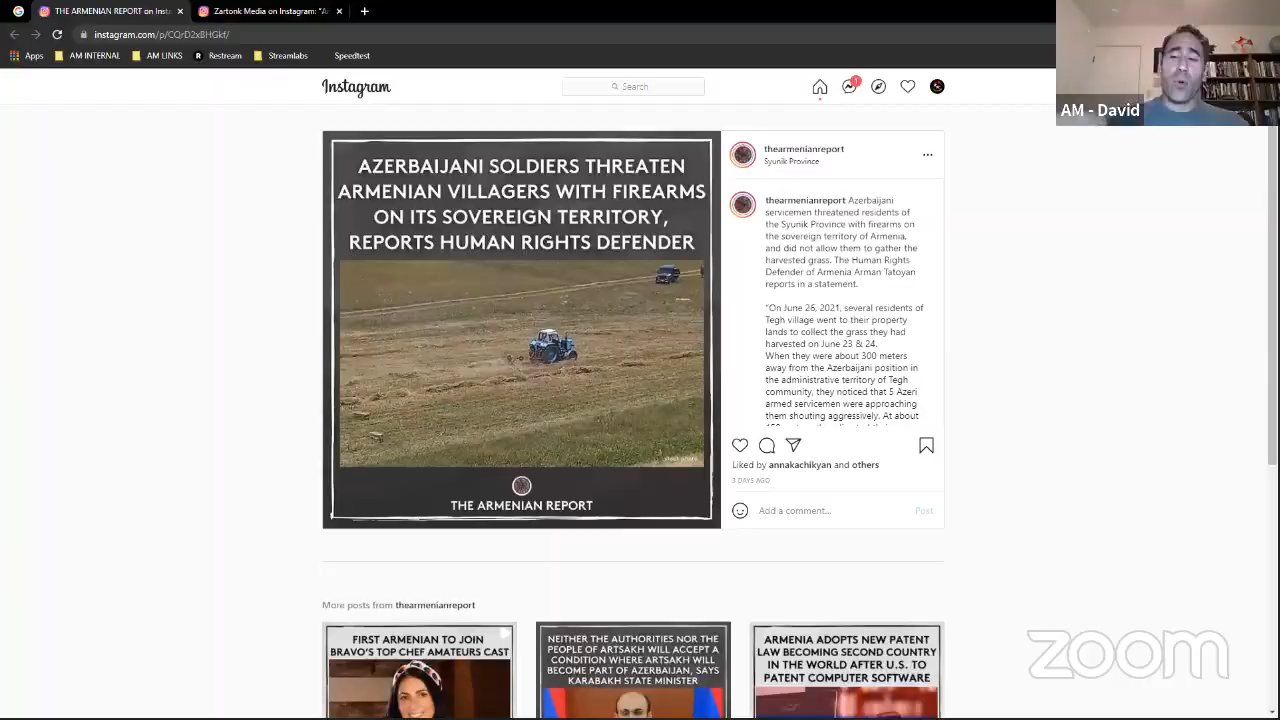 THE ARMENIAN REPORT on Insta
Zartonk Media on Instagram: "A
instagram.com/p/CQrD2xBHGkf/
Apps
AM INTERNAL
AM LINKS
Restream
Streamlabs
Speedtest
AM - David
Instagram
Search
1
AZERBAIJANI SOLDIERS THREATEN
ARMENIAN VILLAGERS WITH FIREARMS
ON ITS SOVEREIGN TERRITORY,
REPORTS HUMAN RIGHTS DEFENDER
stock photo
THE ARMENIAN REPORT
thearmenianreport
Syunik Province
thearmenianreport Azerbaijani
servicemen threatened residents of
the Syunik Province with firearms on
the sovereign territory of Armenia,
and did not allow them to gather the
harvested grass. The Human Rights
Defender of Armenia Arman Tatoyan
reports in a statement.
"On June 26, 2021, several residents of
Tegh village went to their property
lands to collect the grass they had
harvested on June 23 & 24.
When they were about 300 meters
away from the Azerbaijani position in
the administrative territory of Tegh
community, they noticed that 5 Azeri
armed servicemen were approaching
them shouting aggressively. At about
Liked by annakachikyan and others
3 DAYS AGO
Add a comment...
Post
More posts from thearmenianreport
FIRST ARMENIAN TO JOIN
BRAVO'S TOP CHEF AMATEURS CAST
NEITHER THE AUTHORITIES NOR THE
PEOPLE OF ARTSAKH WILL ACCEPT A
CONDITION WHERE ARTSAKH WILL
BECOME PART OF AZERBAIJAN, SAYS
KARABAKH STATE MINISTER
ARMENIA ADOPTS NEW PATENT
LAW BECOMING SECOND COUNTRY
IN THE WORLD AFTER U.S. TO
PATENT COMPUTER SOFTWARE
zoom